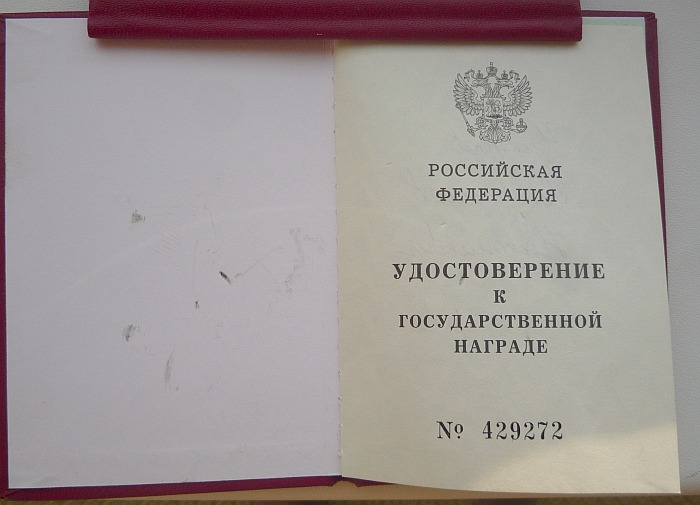 РОССИЙСКАЯ
ФЕДЕРАЦИЯ
УДОСТОВЕРЕНИЕ
К
ГОСУДАРСТВЕННОЙ
НАГРАДЕ
№ 429272